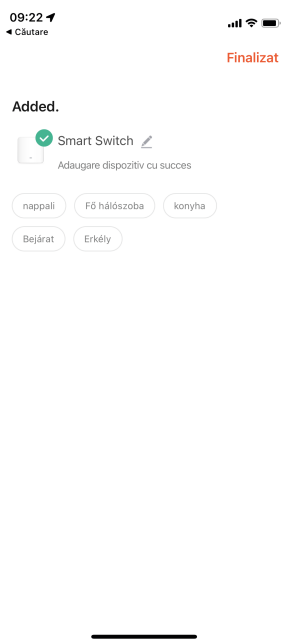 09:22
Căutare
Finalizat
Added.
Smart Switch
Adaugare dispozitiv cu succes
nappali
Fő hálószoba
konyha
Bejárat
Erkély